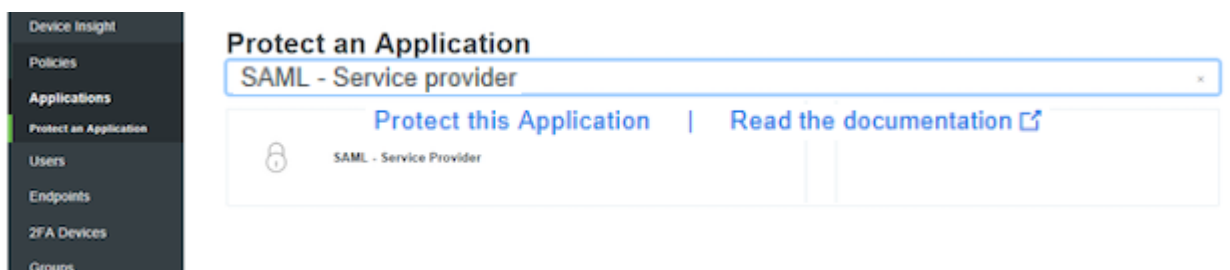 Device Insight
Policies
Applications
Protect an Application
Users
Endpoints
2FA Devices
Groups
Protect an Application
SAML - Service provider ×
Protect this Application | Read the documentation
SAML - Service Provider